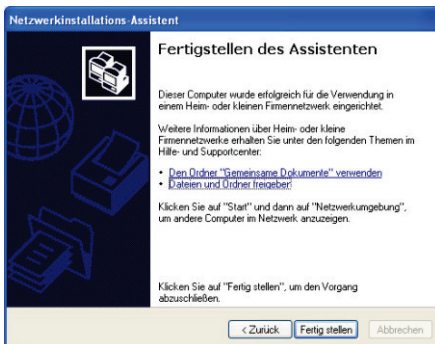 Netzwerkinstallations-Assistent
Fertigstellen des Assistenten
Dieser Computer wurde erfolgreich für die Verwendung in
einem Heim- oder kleinen Firmennetzwerk eingerichtet.
Weitere Informationen über Heim- oder kleine
Firmennetzwerke erhalten Sie unter den folgenden Themen im
Hilfe- und Supportcenter:
• Den Ordner "Gemeinsame Dokumente" verwenden
• Dateien und Ordner freigeben
Klicken Sie auf "Start" und dann auf "Netzwerkumgebung",
um andere Computer im Netzwerk anzuzeigen.
Klicken Sie auf "Fertig stellen", um den Vorgang
abzuschließen.
< Zurück Fertig stellen Abbrechen